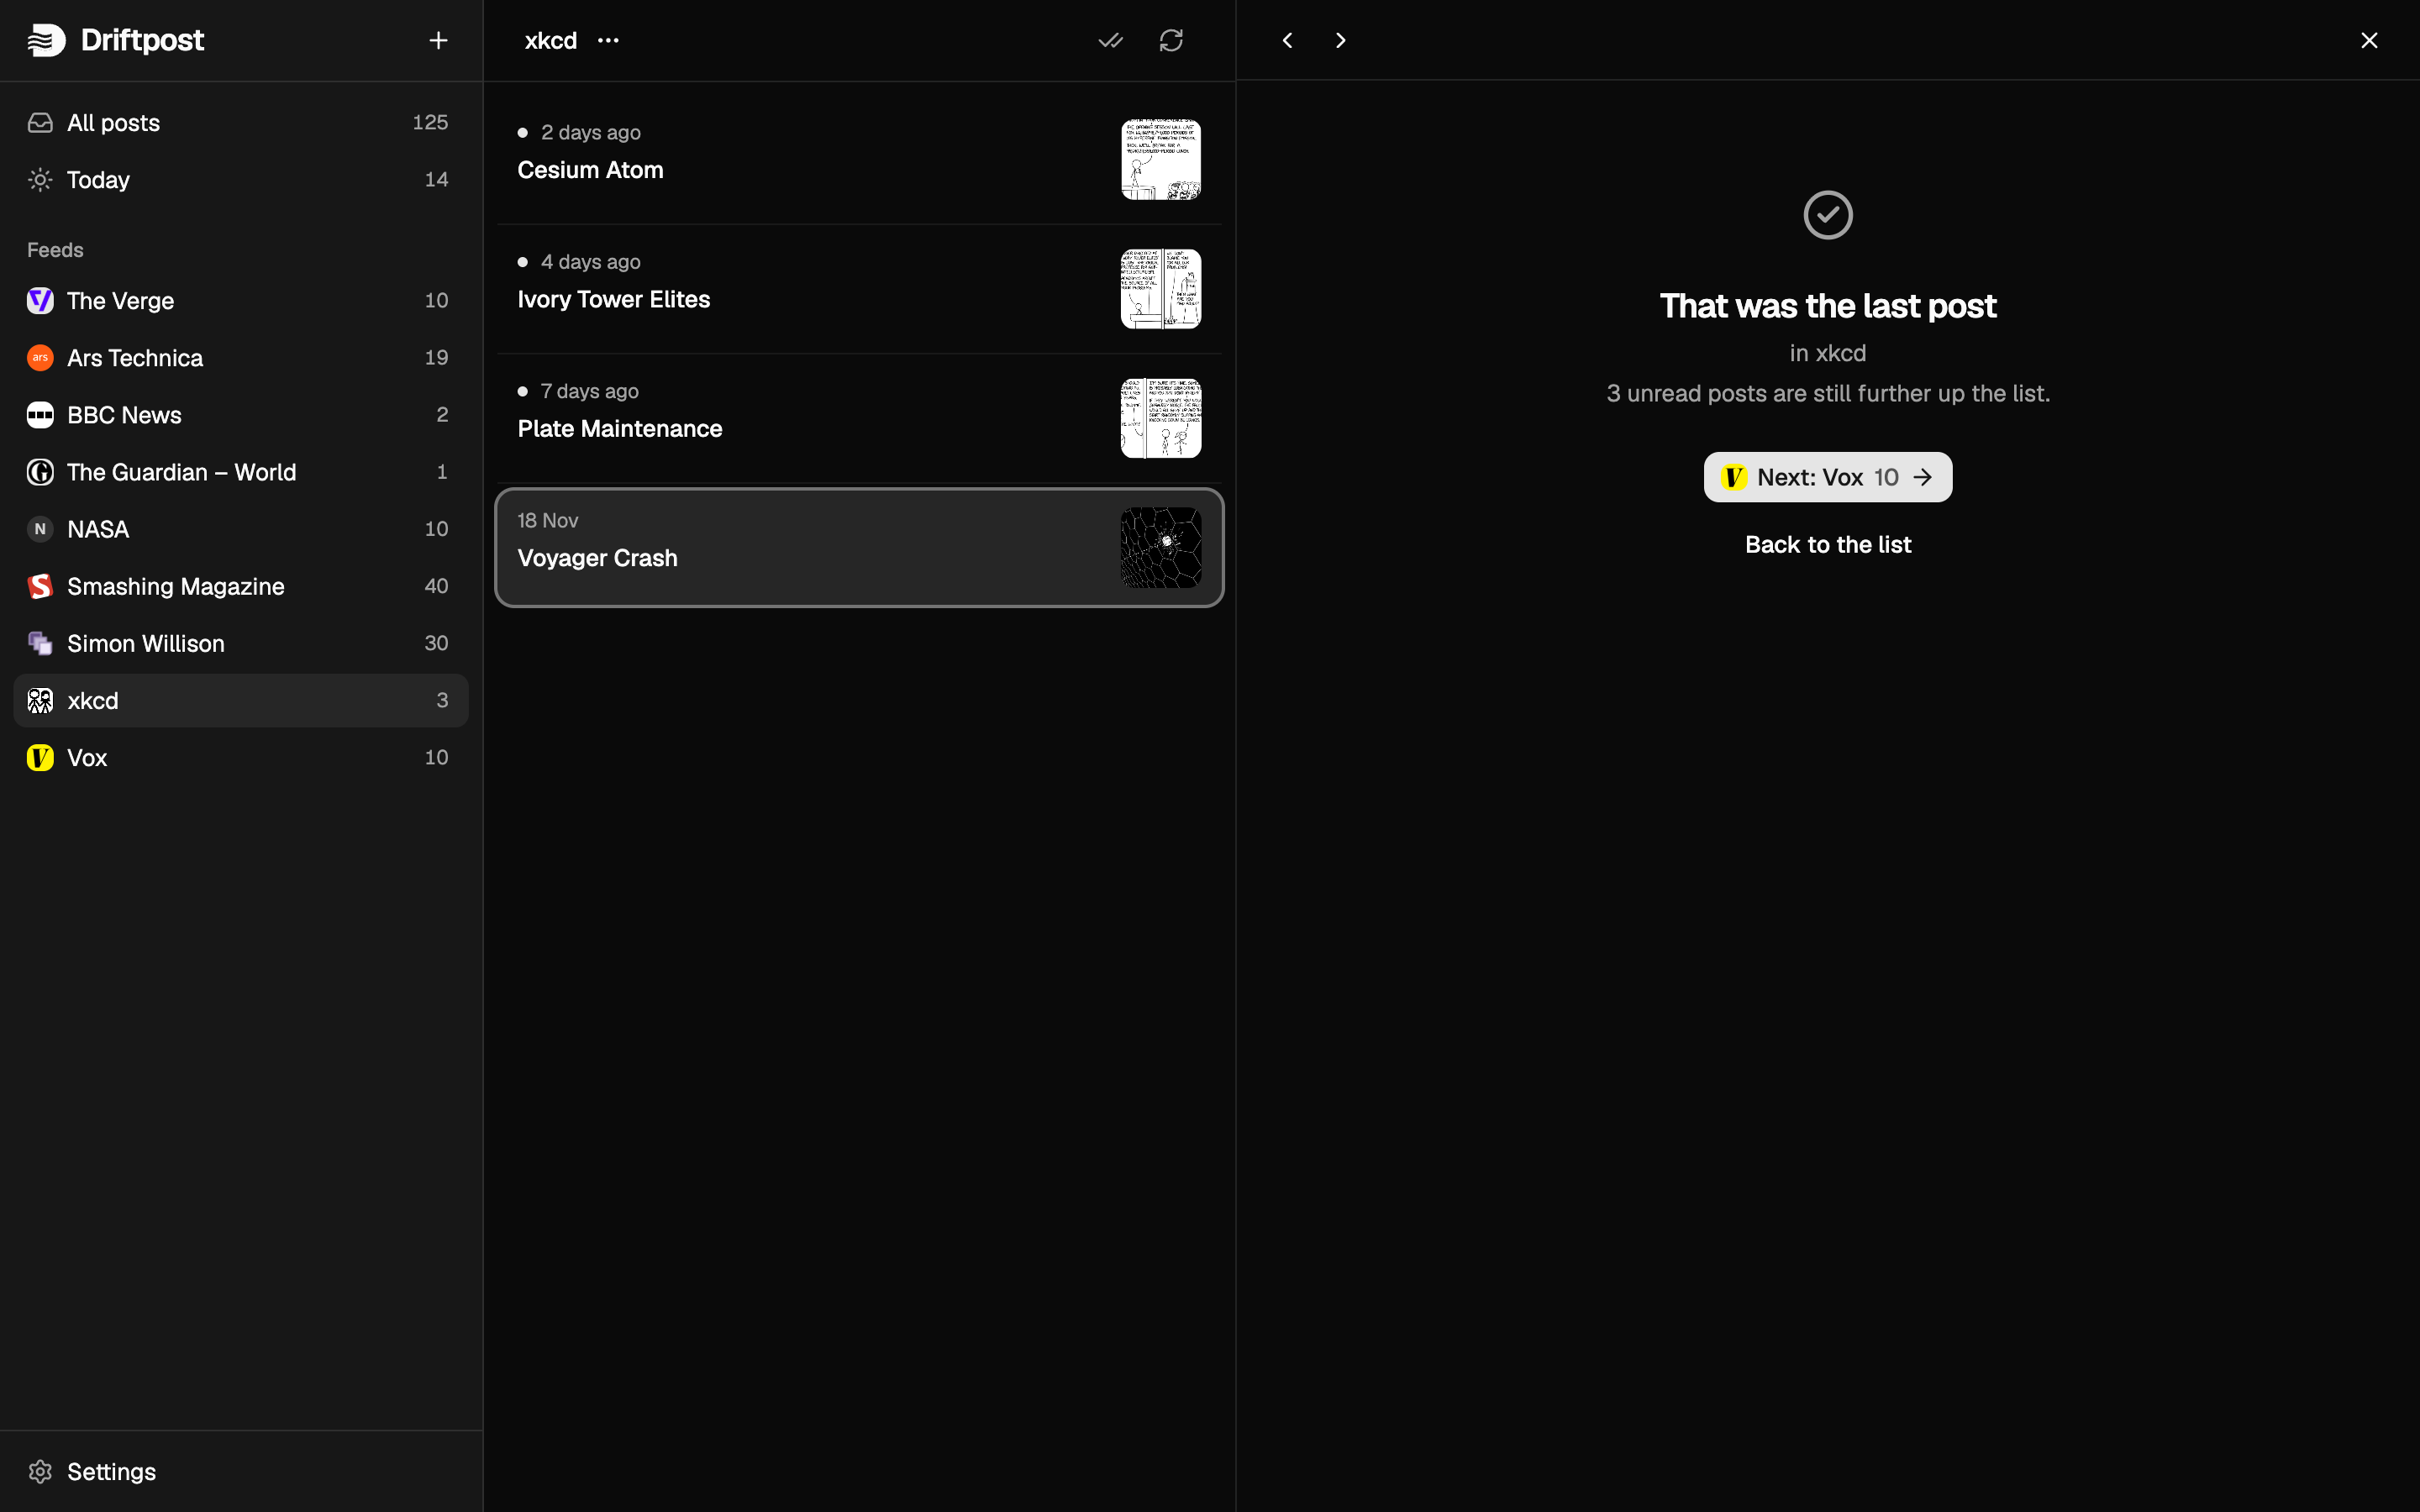 Driftpost
All posts 125
Today 14
Feeds
The Verge 10
ars Ars Technica 19
BBC News 2
G The Guardian – World 1
N NASA 10
S Smashing Magazine 40
Simon Willison 30
xkcd 3
V Vox 10
Settings
xkcd
2 days ago
Cesium Atom
4 days ago
Ivory Tower Elites
7 days ago
Plate Maintenance
18 Nov
Voyager Crash
That was the last post
in xkcd
3 unread posts are still further up the list.
V Next: Vox 10
Back to the list